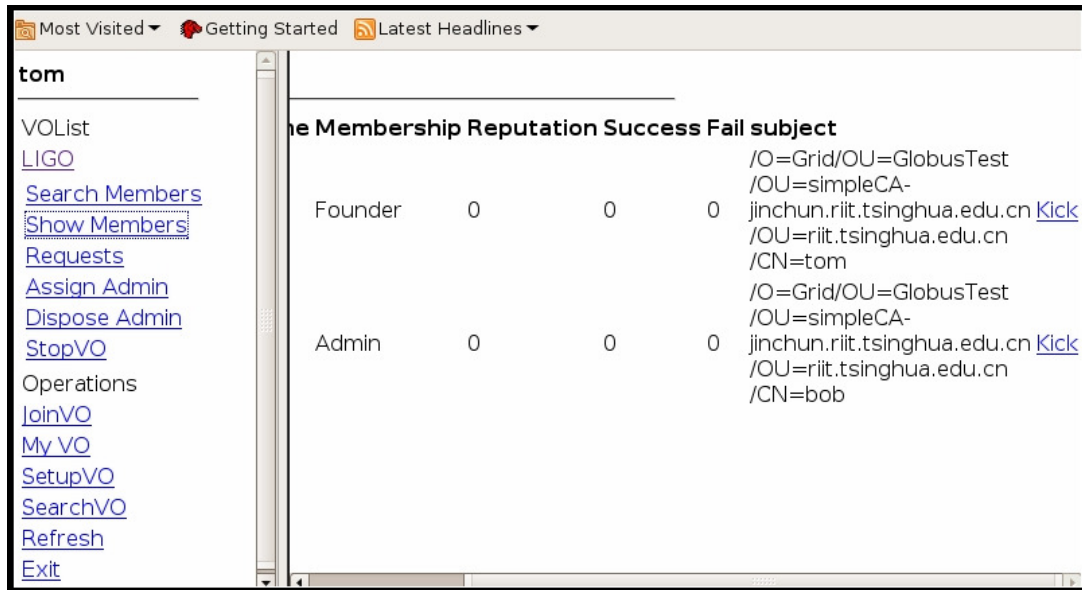 Most Visited Getting Started Latest Headlines
tom
VOList
LIGO
Search Members
Show Members
Requests
Assign Admin
Dispose Admin
StopVO
Operations
JoinVO
My VO
SetupVO
SearchVO
Refresh
Exit
Membership Reputation Success Fail subject
/O=Grid/OU=GlobusTest
/OU=simpleCA-
Founder 0 0 0 jinchun.riit.tsinghua.edu.cn Kick
/OU=riit.tsinghua.edu.cn
/CN=tom
/O=Grid/OU=GlobusTest
/OU=simpleCA-
Admin 0 0 0 jinchun.riit.tsinghua.edu.cn Kick
/OU=riit.tsinghua.edu.cn
/CN=bob